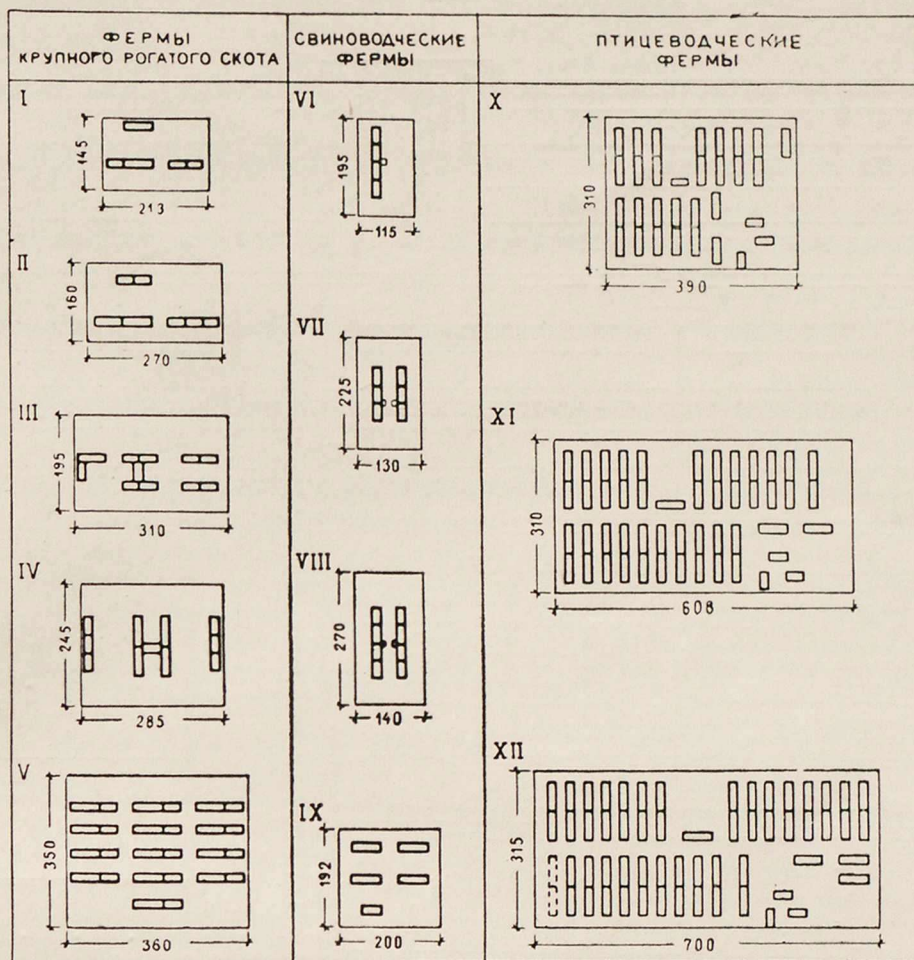 ФЕРМЫ
КРУПНОГО РОГАТОГО СКОТА
СВИНОВОДЧЕСКИЕ
ФЕРМЫ
ПТИЦЕВОДЧЕСКИЕ
ФЕРМЫ
I
145
213
II
160
270
III
195
310
IV
245
285
V
350
360
VI
195
115
VII
225
130
VIII
270
140
IX
192
200
X
310
390
XI
310
608
XII
315
700